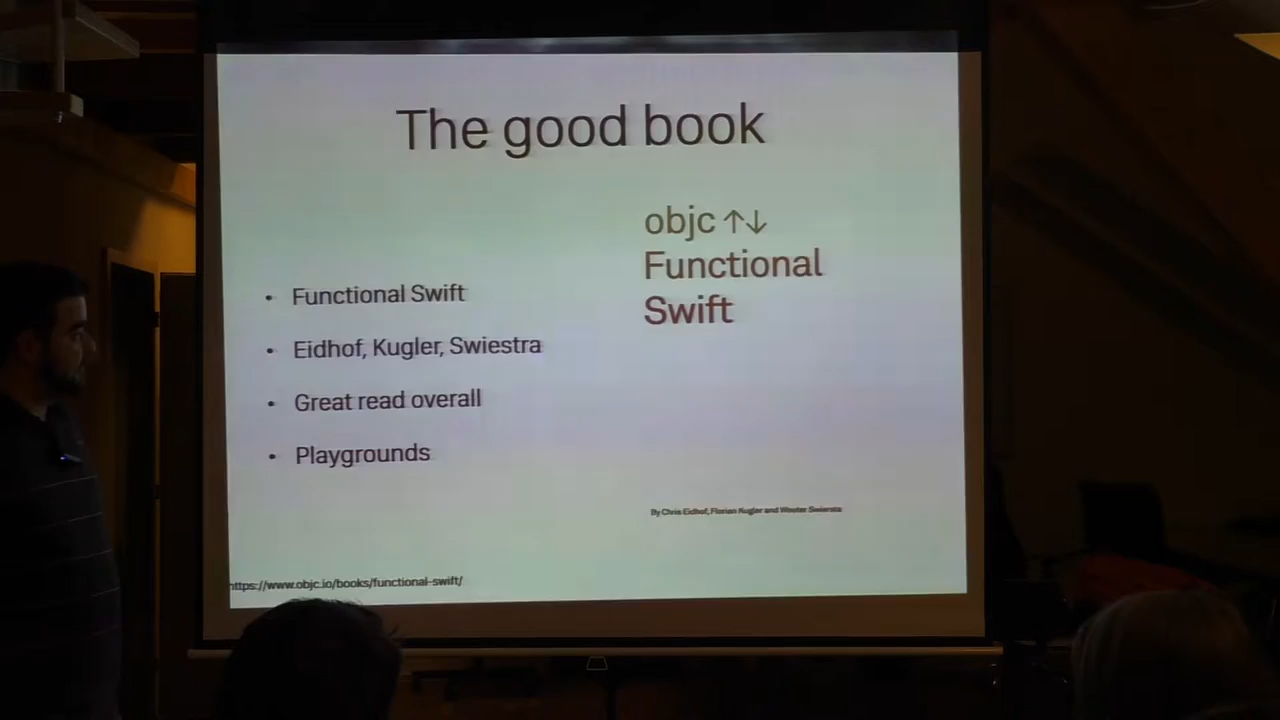 The good book
• Functional Swift
• Eidhof, Kugler, Swiestra
• Great read overall
• Playgrounds
objc ↑↓
Functional
Swift
By Chris Eidhof, Florian Kugler and Wouter Swierstra
https://www.objc.io/books/functional-swift/